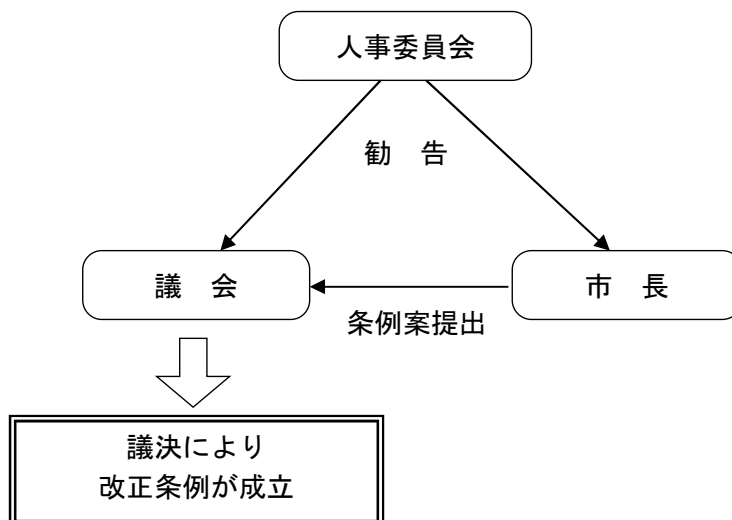 人事委員会
勧　告
議　会
市　長
条例案提出
議決により
改正条例が成立